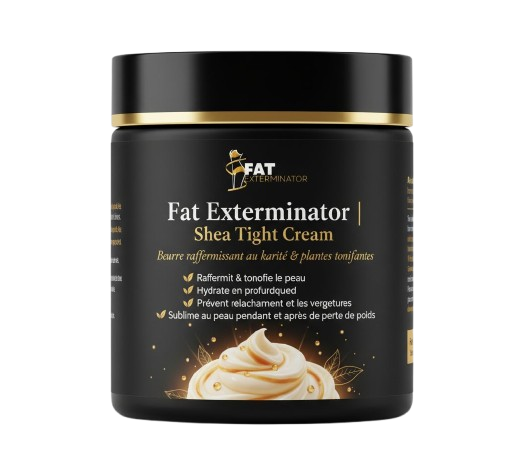 FAT
EXTERMINATOR
Fat Exterminator |
Shea Tight Cream
Beurre raffermissant au karité & plantes tonifantes
Raffermit & tonofie le peau
Hydrate en profurdqued
Prévent relachament et les vergetures
Sublime au peau pendant et après de perte de poids